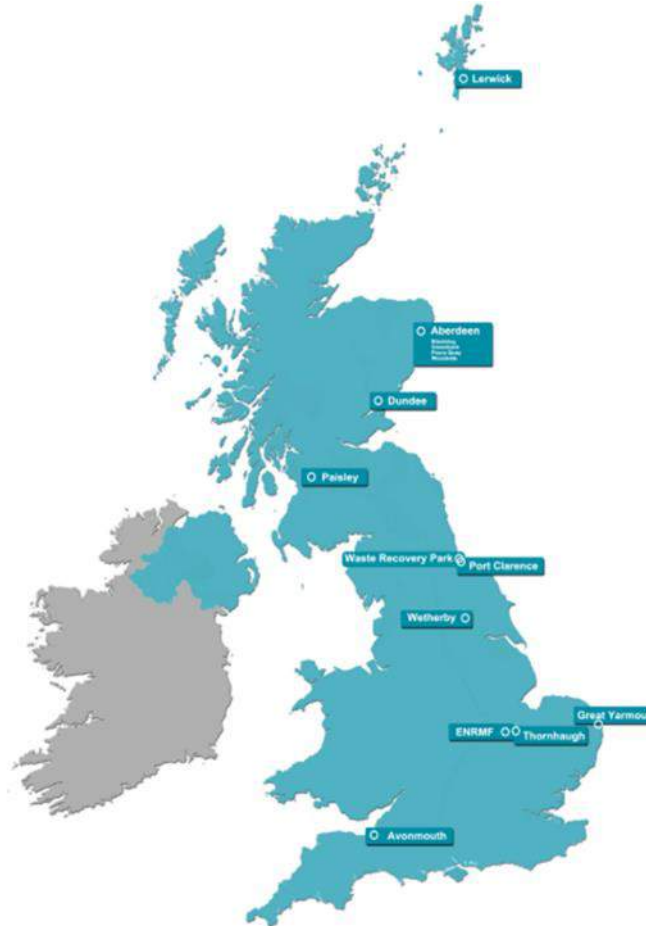 Lerwick
Aberdeen
Dundee
Paisley
Waste Recovery Park
Port Clarence
Wetherby
Great Yarmou
ENRMF
Thornhaugh
Avonmouth